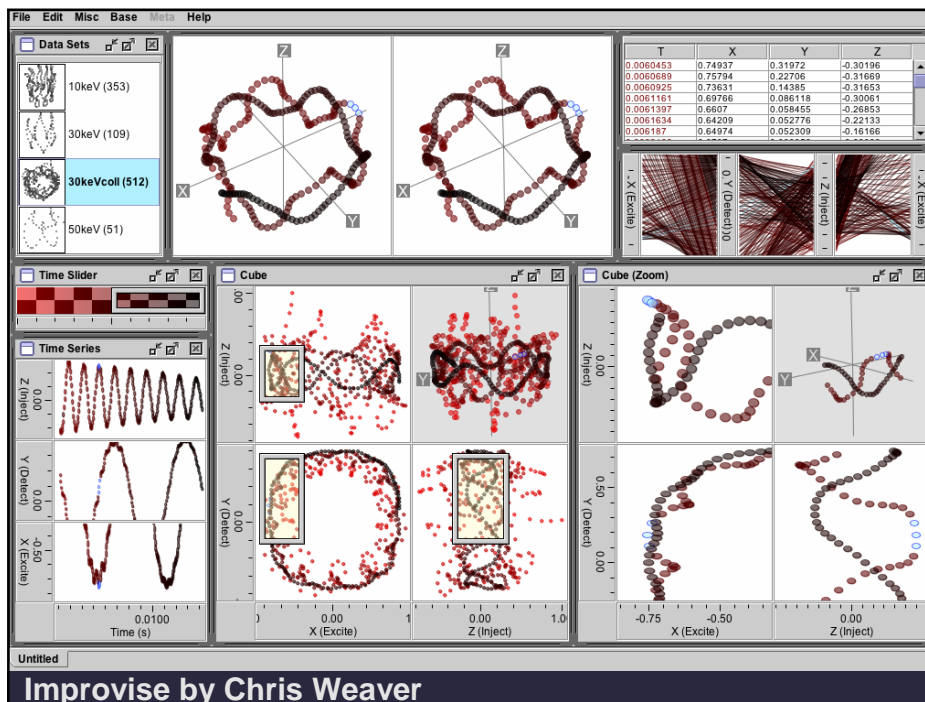 File Edit Misc Base Meta Help
Data Sets
10keV (353)
30keV (109)
30keVcoll (512)
50keV (51)
Z
X
Y
Z
X
Y
T X Y Z
0.0060453 0.74937 0.31972 -0.30196
0.0060689 0.75794 0.22706 -0.31669
0.0060925 0.73631 0.14385 -0.31653
0.0061161 0.69766 0.086118 -0.30061
0.0061397 0.6607 0.058455 -0.26853
0.0061634 0.64209 0.052776 -0.22133
0.006187 0.64974 0.052309 -0.16166
X (Excite)
Y (Detect)
Z (Inject)
X (Excite)
Time Slider
Time Series
Z (Inject)
0.00
Y (Detect)
0.00
X (Excite)
-0.50
0.0100
Time (s)
Cube
Z (Inject)
0.00
Y
Y (Detect)
0.00
0.00
X (Excite)
0.00
Z (Inject)
Cube (Zoom)
Z (Inject)
0.00
X
Y
Y (Detect)
0.50
0.00
-0.75 -0.50
X (Excite)
0.00
Z (Inject)
Untitled
Improvise by Chris Weaver